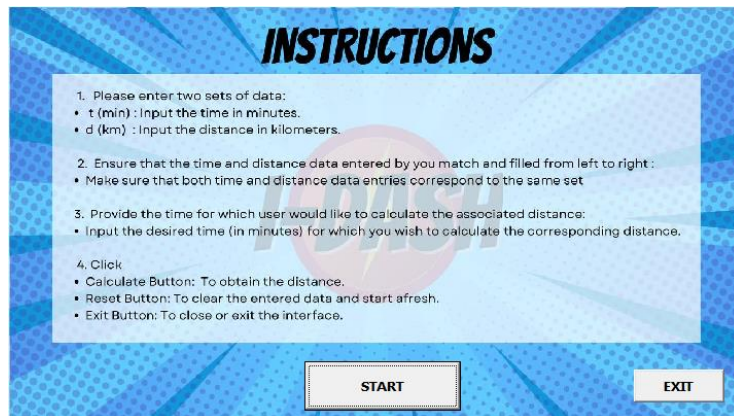 INSTRUCTIONS
1. Please enter two sets of data:
• t (min) : Input the time in minutes.
• d (km) : Input the distance in kilometers.
2. Ensure that the time and distance data entered by you match and filled from left to right :
• Make sure that both time and distance data entries correspond to the same set
3. Provide the time for which user would like to calculate the associated distance:
• Input the desired time (in minutes) for which you wish to calculate the corresponding distance.
I-DASH
4. Click
• Calculate Button: To obtain the distance.
• Reset Button: To clear the entered data and start afresh.
• Exit Button: To close or exit the interface.
START
EXIT